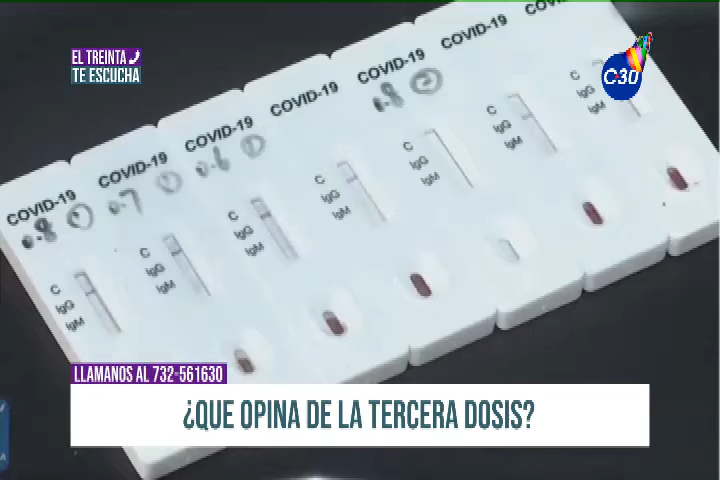 EL TREINTA
TE ESCUCHA
C30
COVID-19
COVID-19
COVID-19
COVID-19
COVID-19
COVID-19
C
IgG
IgM
C
IgG
IgM
C
IgG
IgM
C
IgG
IgM
C
IgG
IgM
C
IgG
IgM
C
IgG
IgM
LLAMANOS AL 732-561630
¿QUE OPINA DE LA TERCERA DOSIS?